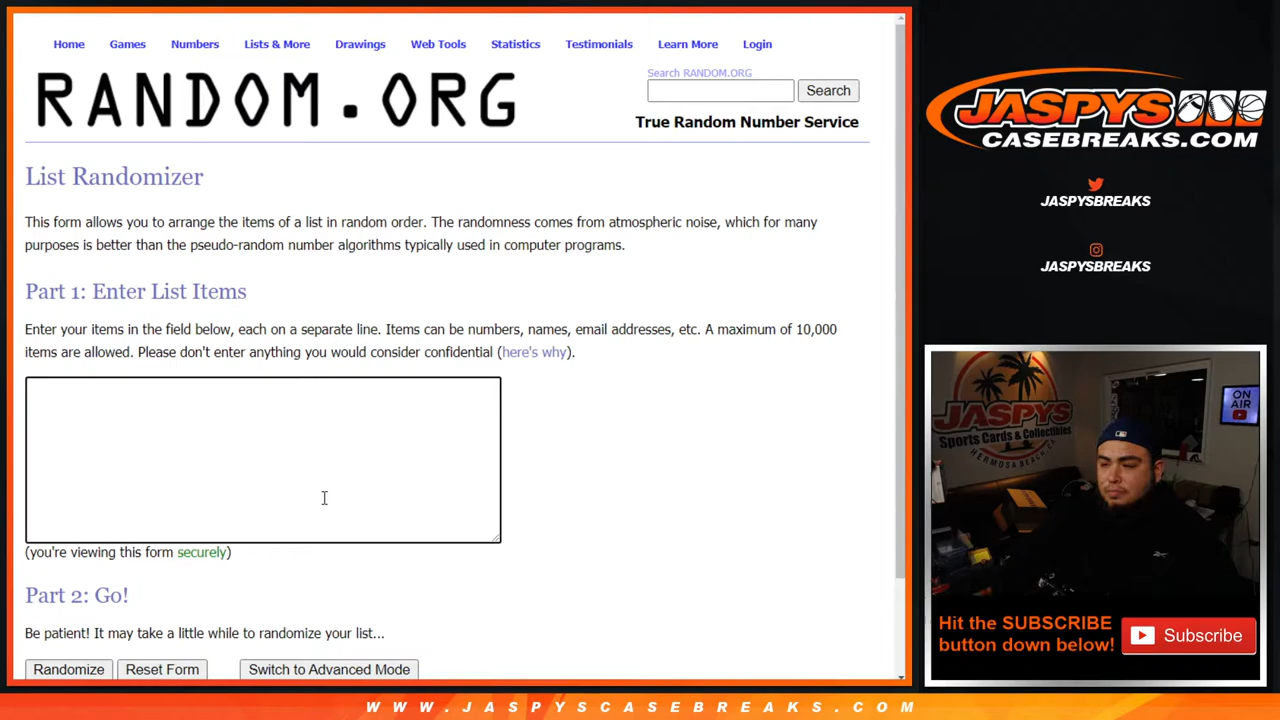 Home Games Numbers Lists & More Drawings Web Tools Statistics Testimonials Learn More Login
RANDOM.ORG
Search RANDOM.ORG
Search
True Random Number Service
List Randomizer
This form allows you to arrange the items of a list in random order. The randomness comes from atmospheric noise, which for many
purposes is better than the pseudo-random number algorithms typically used in computer programs.
Part 1: Enter List Items
Enter your items in the field below, each on a separate line. Items can be numbers, names, email addresses, etc. A maximum of 10,000
items are allowed. Please don't enter anything you would consider confidential (here's why).
(you're viewing this form securely)
Part 2: Go!
Be patient! It may take a little while to randomize your list...
Randomize Reset Form Switch to Advanced Mode
JASPYS
CASEBREAKS.COM
JASPYSBREAKS
JASPYSBREAKS
JASPYS
Sports Cards & Collectibles
HERMOSA BEACH, CA
ON
AIR
Hit the SUBSCRIBE
button down below!
Subscribe
WWW.JASPYSCASEBREAKS.COM